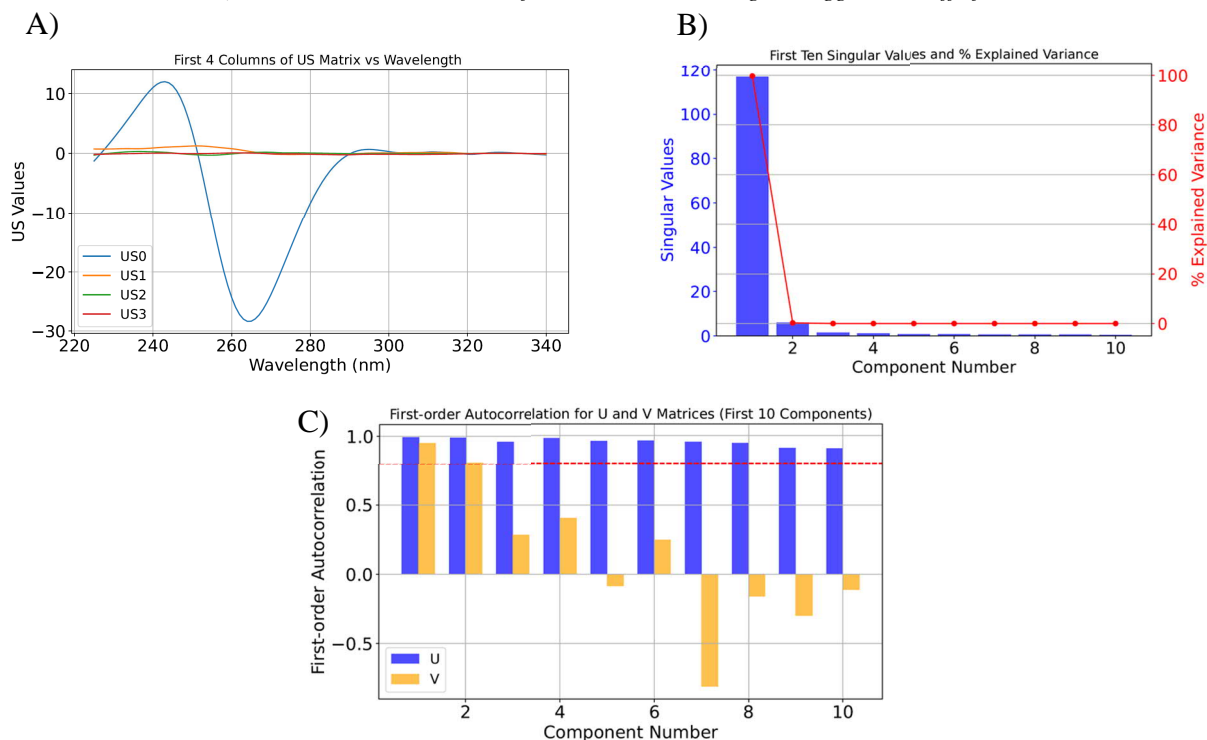 A)
First 4 Columns of US Matrix vs Wavelength
10
0
−10
−20
−30
US Values
US0
US1
US2
US3
220
240
260
280
300
320
340
Wavelength (nm)
B)
First Ten Singular Values and % Explained Variance
120
100
80
60
40
20
0
Singular Values
100
80
60
40
20
0
% Explained Variance
2
4
6
8
10
Component Number
C)
First-order Autocorrelation for U and V Matrices (First 10 Components)
1.0
0.5
0.0
−0.5
First-order Autocorrelation
U
V
2
4
6
8
10
Component Number